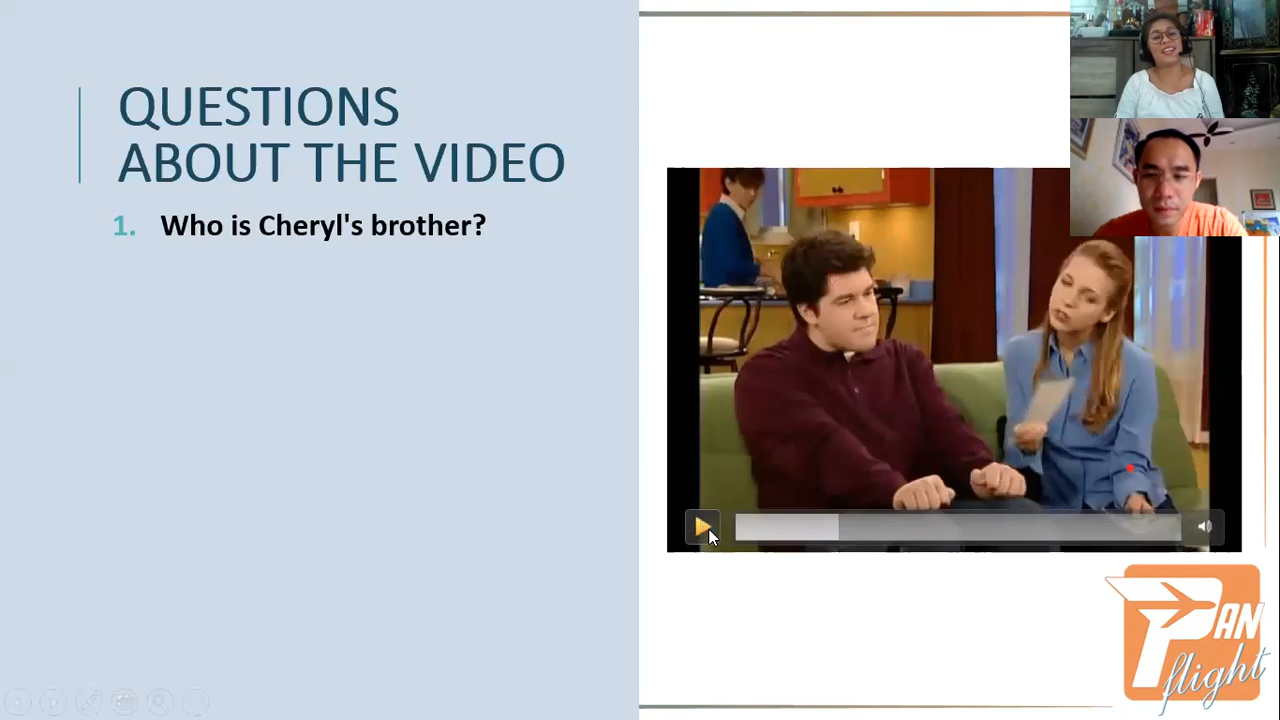 QUESTIONS
ABOUT THE VIDEO
1. Who is Cheryl's brother?
PAN
flight